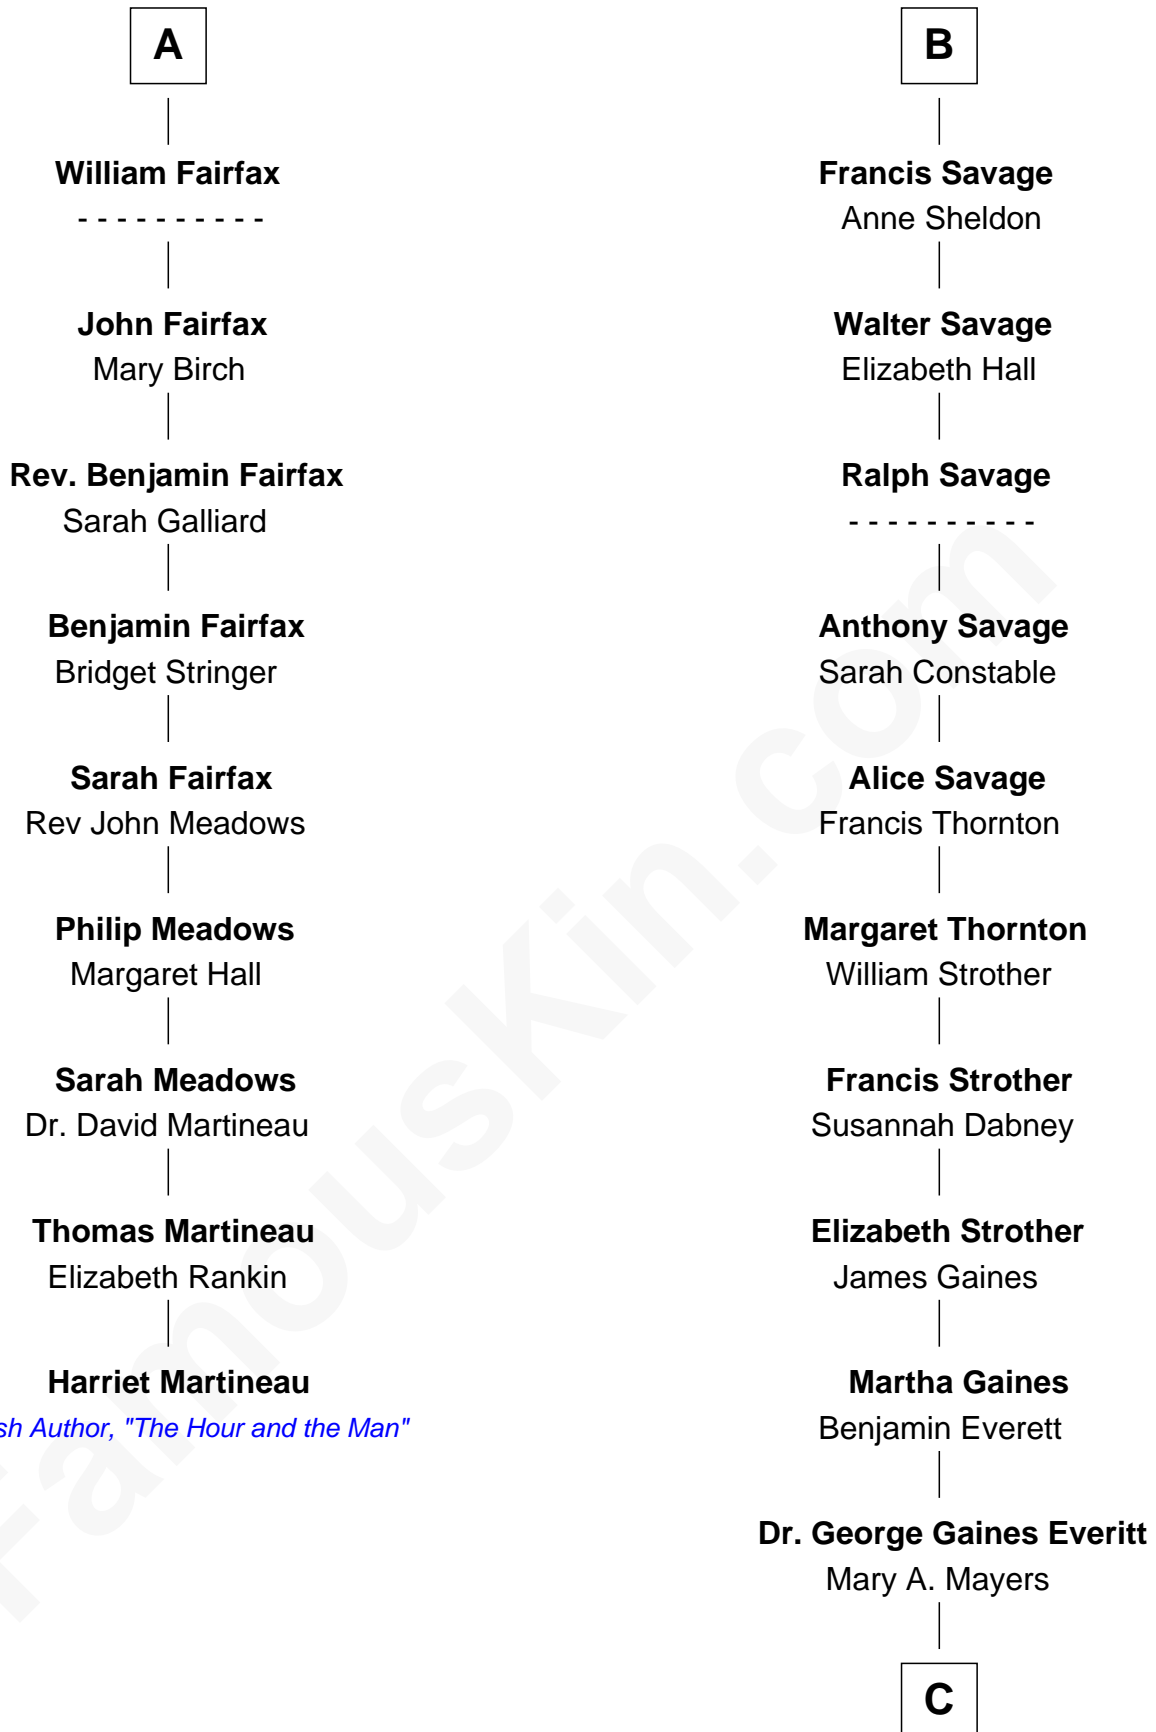 A
William Fairfax
- - - - - - - - - -
John Fairfax
Mary Birch
Rev. Benjamin Fairfax
Sarah Galliard
Benjamin Fairfax
Bridget Stringer
Sarah Fairfax
Rev John Meadows
Philip Meadows
Margaret Hall
Sarah Meadows
Dr. David Martineau
Thomas Martineau
Elizabeth Rankin
Harriet Martineau
sh Author, "The Hour and the Man"
B
Francis Savage
Anne Sheldon
Walter Savage
Elizabeth Hall
Ralph Savage
- - - - - - - - - -
Anthony Savage
Sarah Constable
Alice Savage
Francis Thornton
Margaret Thornton
William Strother
Francis Strother
Susannah Dabney
Elizabeth Strother
James Gaines
Martha Gaines
Benjamin Everett
Dr. George Gaines Everitt
Mary A. Mayers
C
FamousKin.com